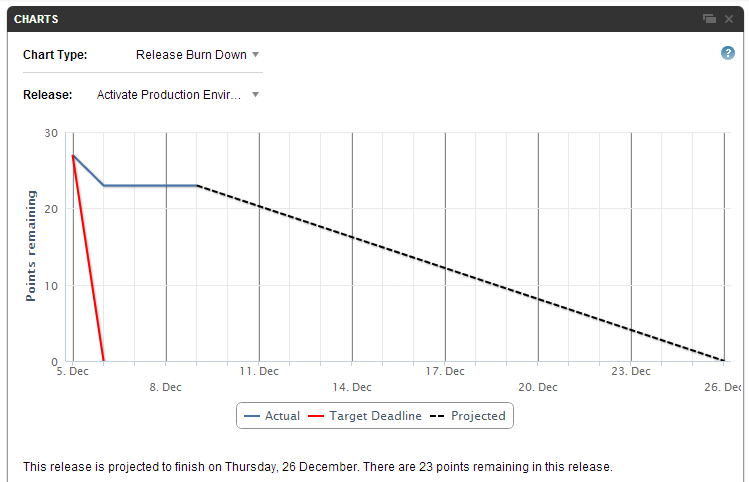 CHARTS
Chart Type: Release Burn Down
?
Release: Activate Production Envir...
30
20
10
0
Points remaining
5. Dec 11. Dec 17. Dec 23. Dec
8. Dec 14. Dec 20. Dec 26. Dec
Actual Target Deadline Projected
This release is projected to finish on Thursday, 26 December. There are 23 points remaining in this release.